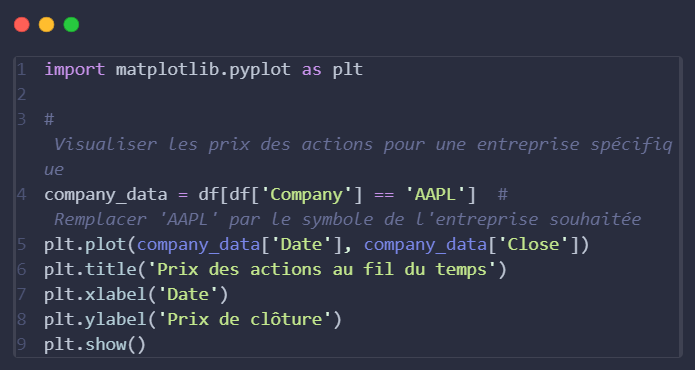 1 import matplotlib.pyplot as plt
2
3 #
Visualiser les prix des actions pour une entreprise spécifiq
ue
4 company_data = df[df['Company'] == 'AAPL']  #
Remplacer 'AAPL' par le symbole de l'entreprise souhaitée
5 plt.plot(company_data['Date'], company_data['Close'])
6 plt.title('Prix des actions au fil du temps')
7 plt.xlabel('Date')
8 plt.ylabel('Prix de clôture')
9 plt.show()